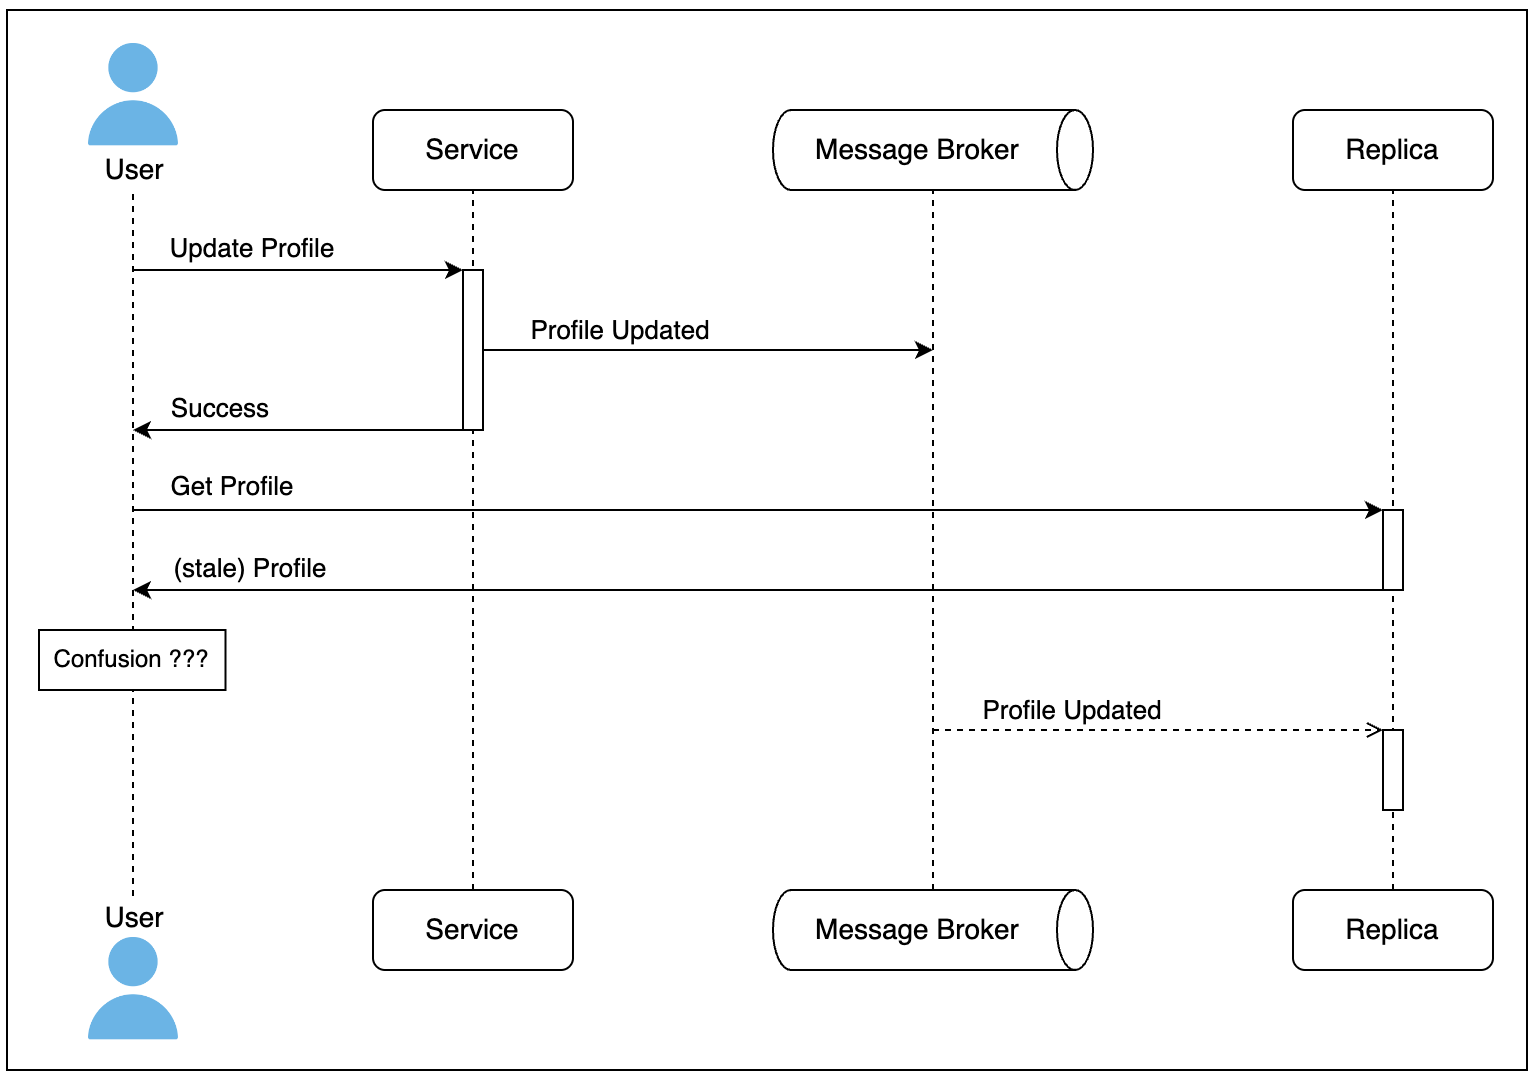 User
Service
Message Broker
Replica
Update Profile
Profile Updated
Success
Get Profile
(stale) Profile
Confusion ???
Profile Updated
User
Service
Message Broker
Replica